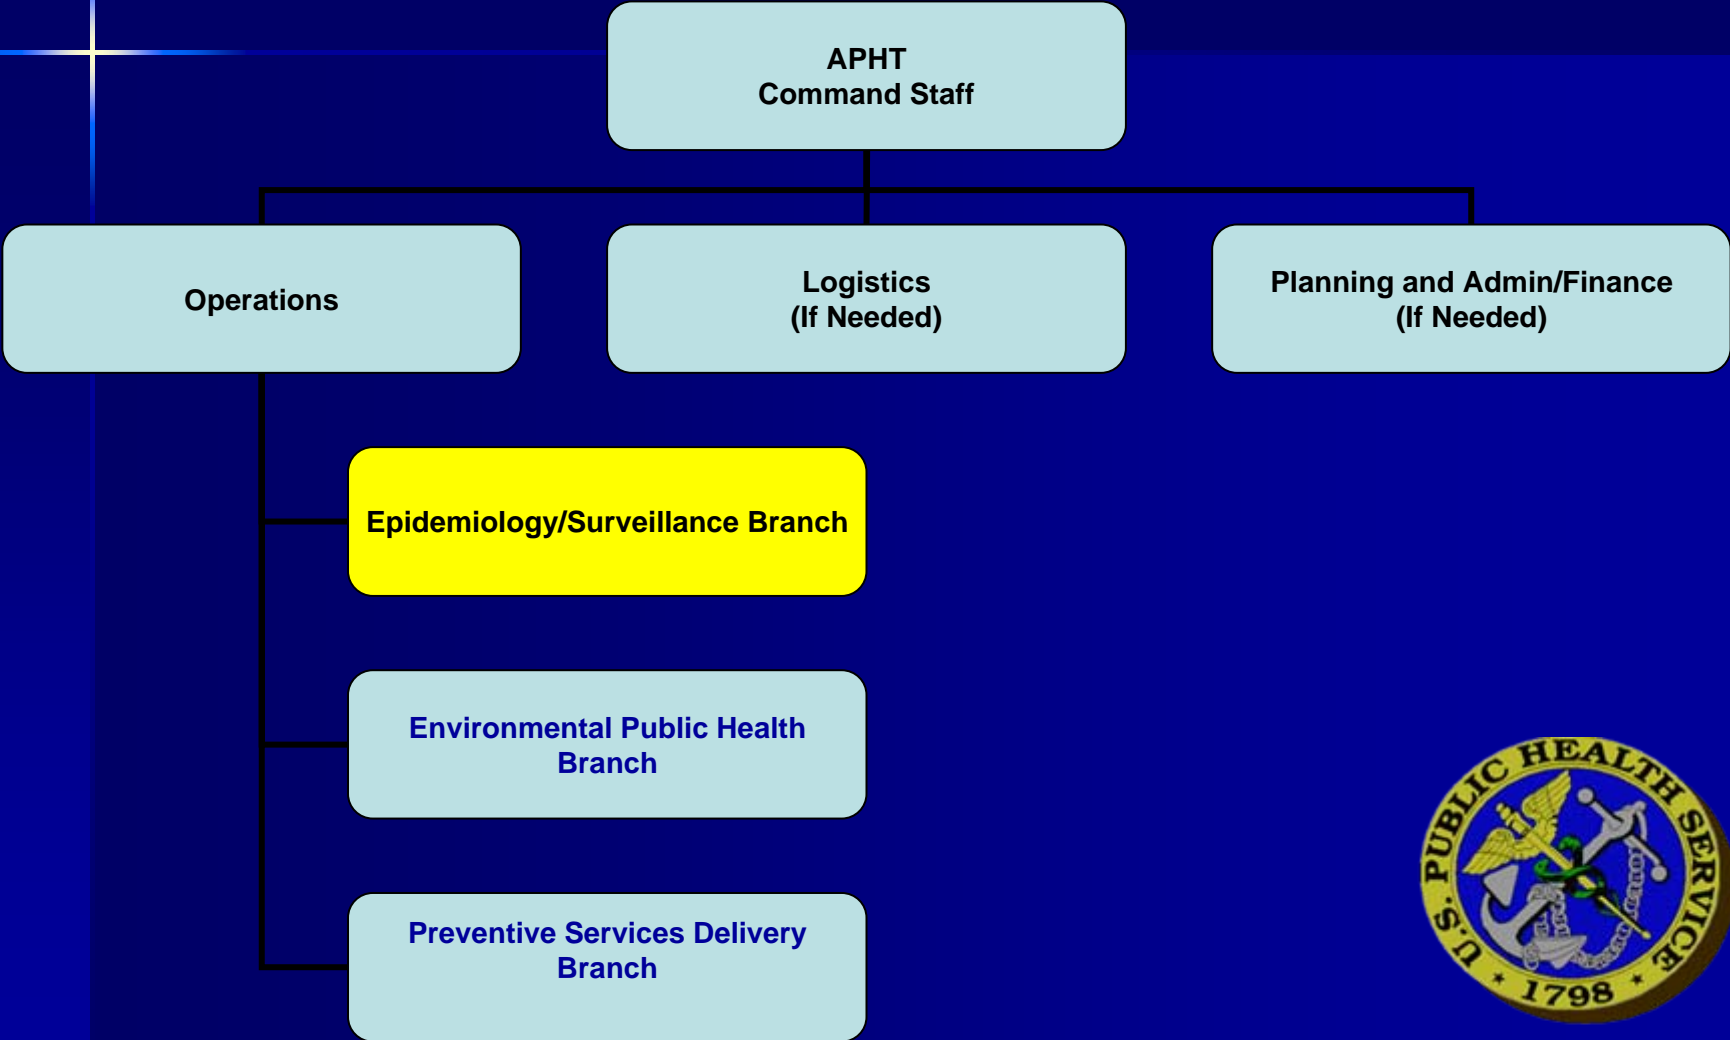 APHT
Command Staff
Operations
Logistics
(If Needed)
Planning and Admin/Finance
(If Needed)
Epidemiology/Surveillance Branch
Environmental Public Health
Branch
Preventive Services Delivery
Branch
U.S. PUBLIC HEALTH SERVICE
1798